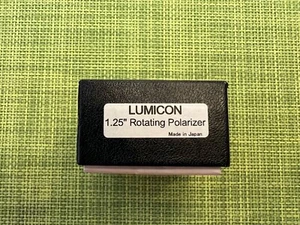 LUMICON
1.25" Rotating Polarizer
Made in Japan